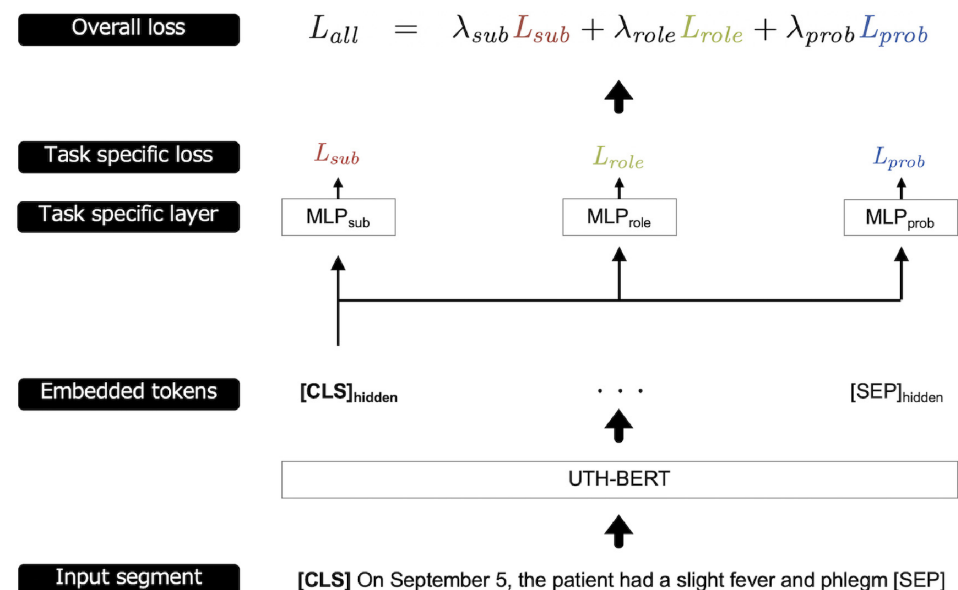 Overall loss L_all = λ_sub L_sub + λ_role L_role + λ_prob L_prob
Task specific loss L_sub L_role L_prob
Task specific layer MLP_sub MLP_role MLP_prob
Embedded tokens [CLS]_hidden . . . [SEP]_hidden
UTH-BERT
Input segment [CLS] On September 5, the patient had a slight fever and phlegm [SEP]